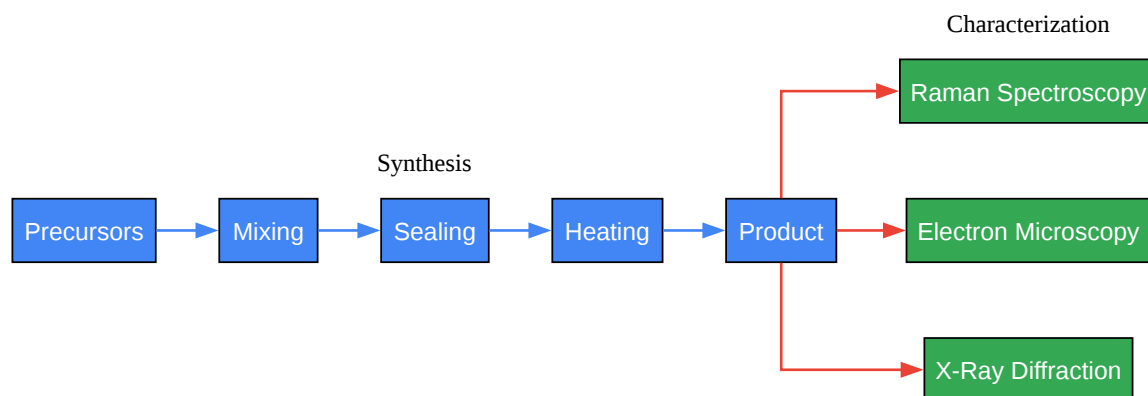 Characterization
Raman Spectroscopy
Synthesis
Precursors
Mixing
Sealing
Heating
Product
Electron Microscopy
X-Ray Diffraction